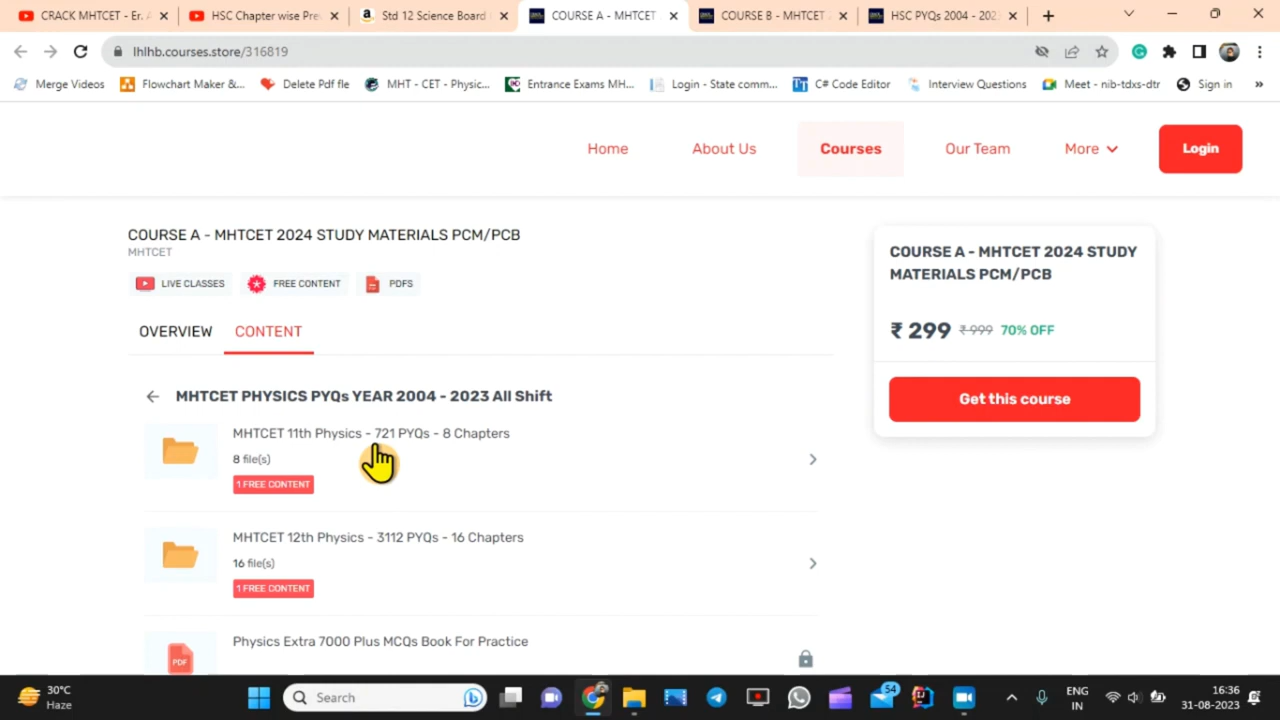 CRACK MHTCET - Er. A
HSC Chapter wise Pre
Std 12 Science Board
COURSE A - MHTCET
COURSE B - MHTCET 2
HSC PYQs 2004 - 202
lhlhb.courses.store/316819
Merge Videos
Flowchart Maker &...
Delete Pdf fle
MHT - CET - Physic...
Entrance Exams MH...
Login - State comm...
C# Code Editor
Interview Questions
Meet - nib-tdxs-dtr
Sign in
»
Home
About Us
Courses
Our Team
More
Login
COURSE A - MHTCET 2024 STUDY MATERIALS PCM/PCB
MHTCET
LIVE CLASSES
FREE CONTENT
PDFS
OVERVIEW
CONTENT
COURSE A - MHTCET 2024 STUDY
MATERIALS PCM/PCB
₹ 299 ₹ 999 70% OFF
Get this course
MHTCET PHYSICS PYQs YEAR 2004 - 2023 All Shift
MHTCET 11th Physics - 721 PYQs - 8 Chapters
8 file(s)
1 FREE CONTENT
MHTCET 12th Physics - 3112 PYQs - 16 Chapters
16 file(s)
1 FREE CONTENT
Physics Extra 7000 Plus MCQs Book For Practice
PDF
30°C
Haze
Search
54
ENG
IN
16:36
31-08-2023